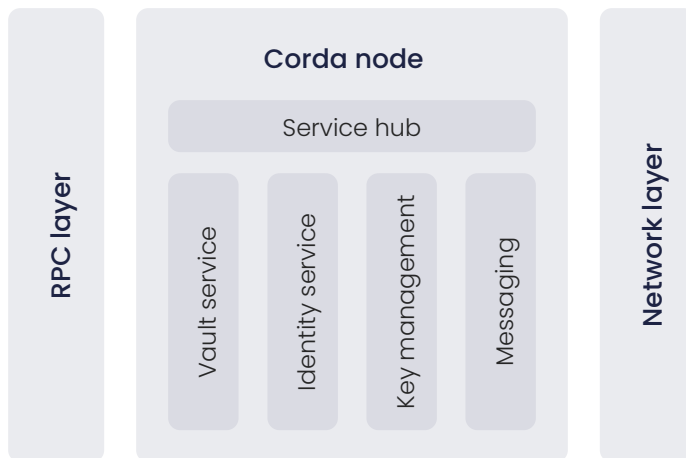 RPC layer
Corda node
Service hub
Vault service
Identity service
Key management
Messaging
Network layer